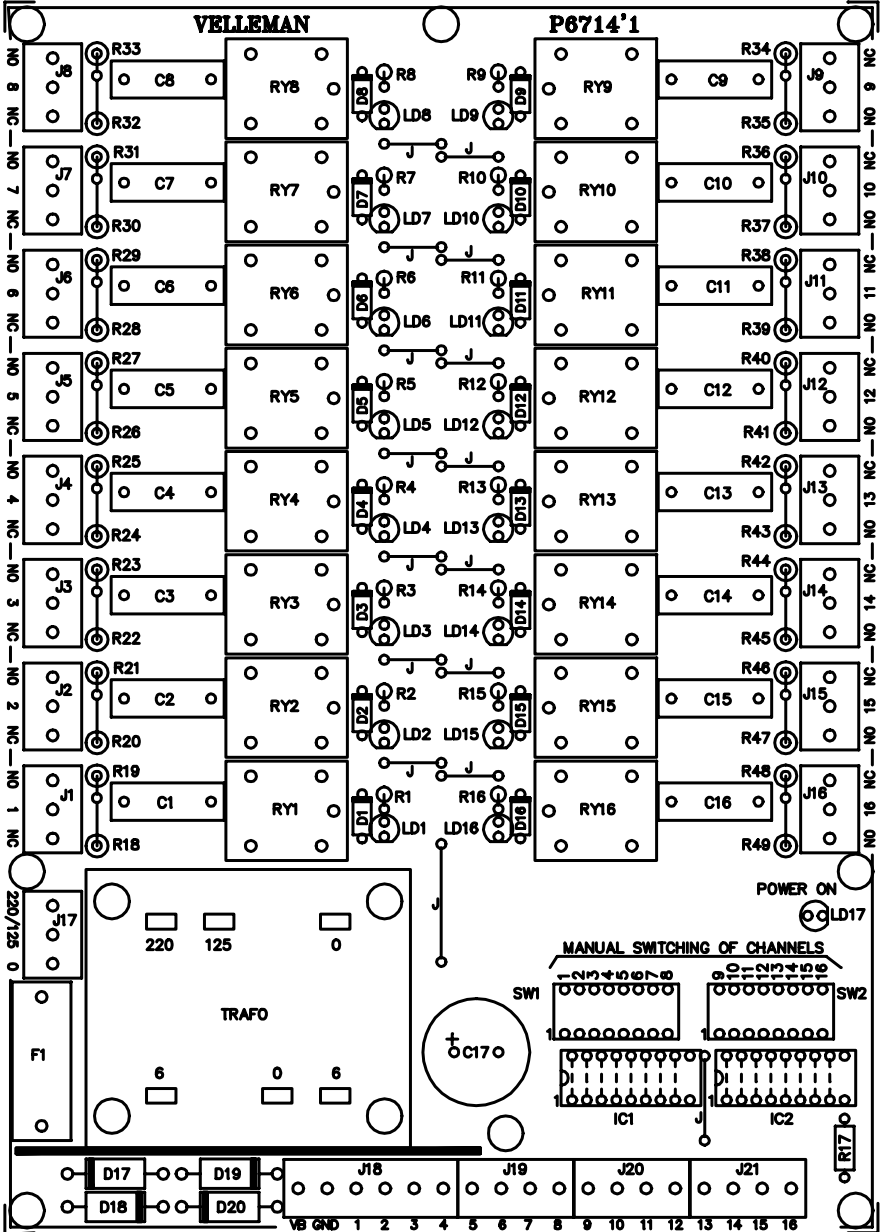 VELLEMAN P6714'1
NO 8 NC J8 R33 C8 R32 RY8 D8 R8 LD8 R9 LD9 D9 RY9 C9 R34 R35 J9 NC 9 NO
J J
NO 7 NC J7 R31 C7 R30 RY7 D7 R7 LD7 R10 LD10 D10 RY10 C10 R36 R37 J10 NC 10 NO
J J
NO 6 NC J6 R29 C6 R28 RY6 D6 R6 LD6 R11 LD11 D11 RY11 C11 R38 R39 J11 NC 11 NO
J J
NO 5 NC J5 R27 C5 R26 RY5 D5 R5 LD5 R12 LD12 D12 RY12 C12 R40 R41 J12 NC 12 NO
J J
NO 4 NC J4 R25 C4 R24 RY4 D4 R4 LD4 R13 LD13 D13 RY13 C13 R42 R43 J13 NC 13 NO
J J
NO 3 NC J3 R23 C3 R22 RY3 D3 R3 LD3 R14 LD14 D14 RY14 C14 R44 R45 J14 NC 14 NO
J J
NO 2 NC J2 R21 C2 R20 RY2 D2 R2 LD2 R15 LD15 D15 RY15 C15 R46 R47 J15 NC 15 NO
J J
NO 1 NC J1 R19 C1 R18 RY1 D1 R1 LD1 R16 LD16 D16 RY16 C16 R48 R49 J16 NC 16 NO
J
220/125 0 J17
220 125 0
TRAFO
6 0 6
F1
+ C17
POWER ON
LD17
MANUAL SWITCHING OF CHANNELS
1 2 3 4 5 6 7 8 9 10 11 12 13 14 15 16
SW1 SW2
1 1
1 1
IC1 J IC2
R17
D17 D19 J18 J19 J20 J21
D18 D20
VB GND 1 2 3 4 5 6 7 8 9 10 11 12 13 14 15 16